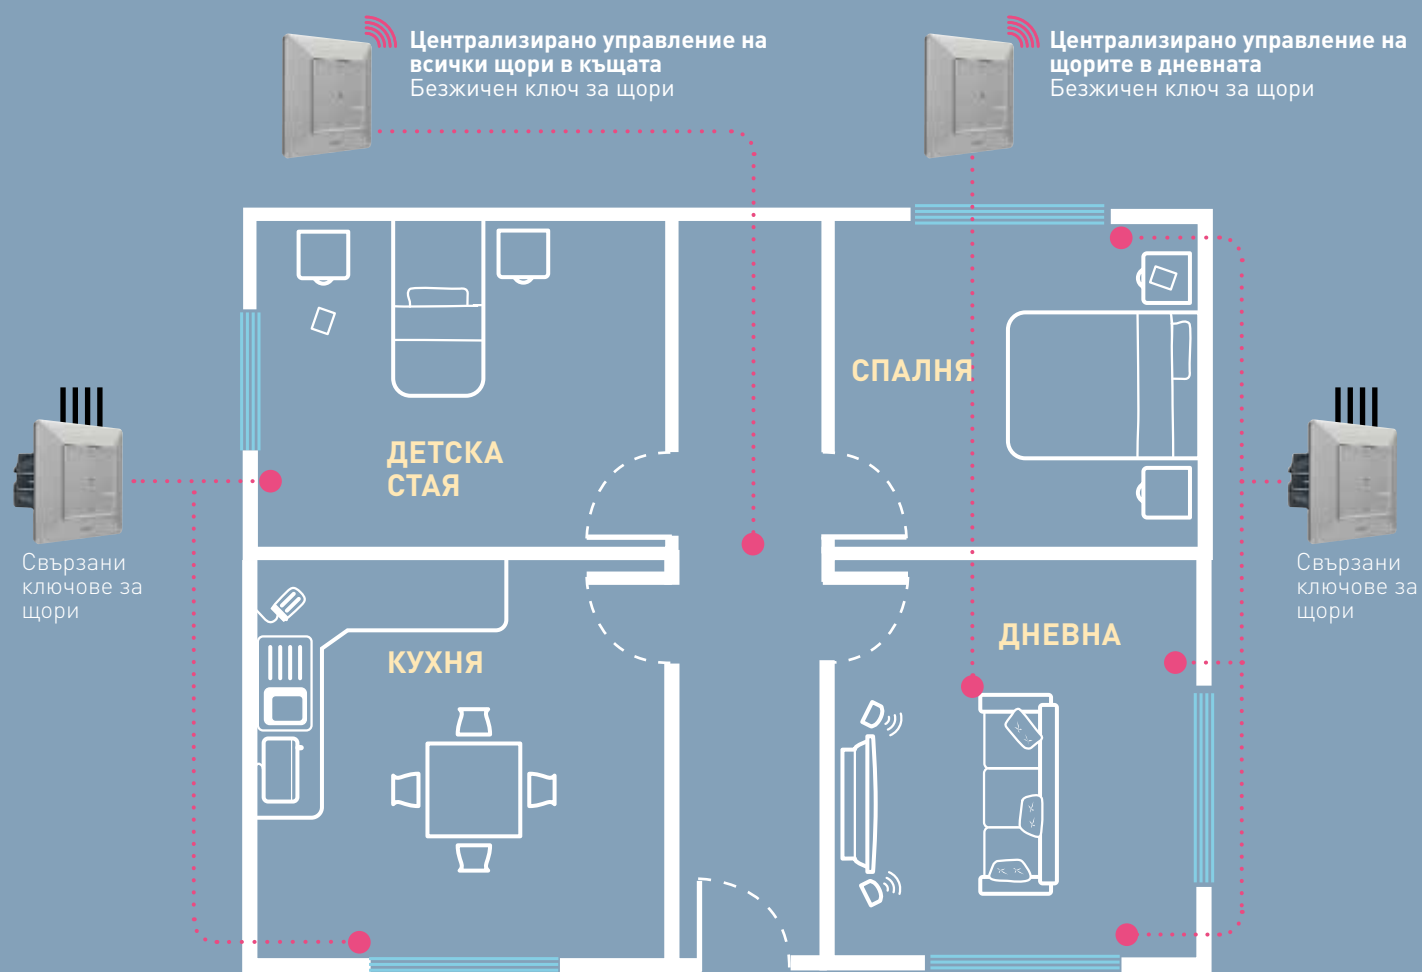 Централизирано управление на
всички щори в къщата
Безжичен ключ за щори
Централизирано управление на
щорите в дневната
Безжичен ключ за щори
СПАЛНЯ
ДЕТСКА
СТАЯ
Свързани
ключове за
щори
Свързани
ключове за
щори
ДНЕВНА
КУХНЯ